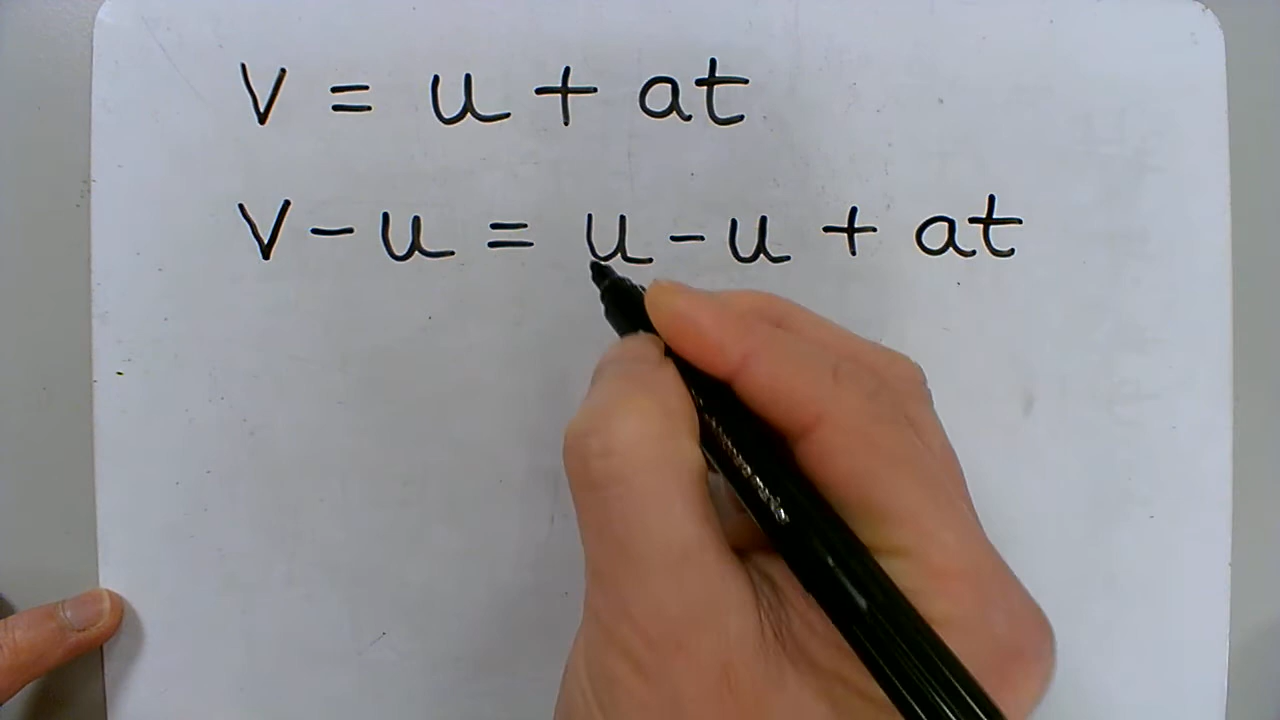 v = u + at
v - u = u - u + at